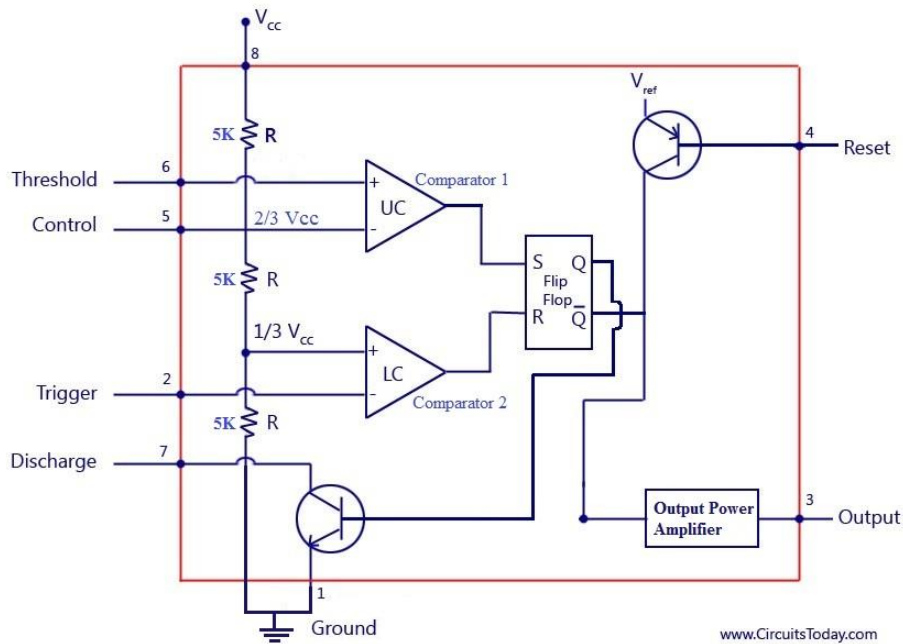 Vcc
8
Vref
5K R
4
Reset
6
Threshold
+
Comparator 1
UC
5
Control
2/3 Vcc
-
S Q
5K R
Flip
Flop
R Q̅
1/3 Vcc
+
LC
2
Trigger
-
Comparator 2
5K R
7
Discharge
3
Output Power
Amplifier
Output
1
Ground
www.CircuitsToday.com